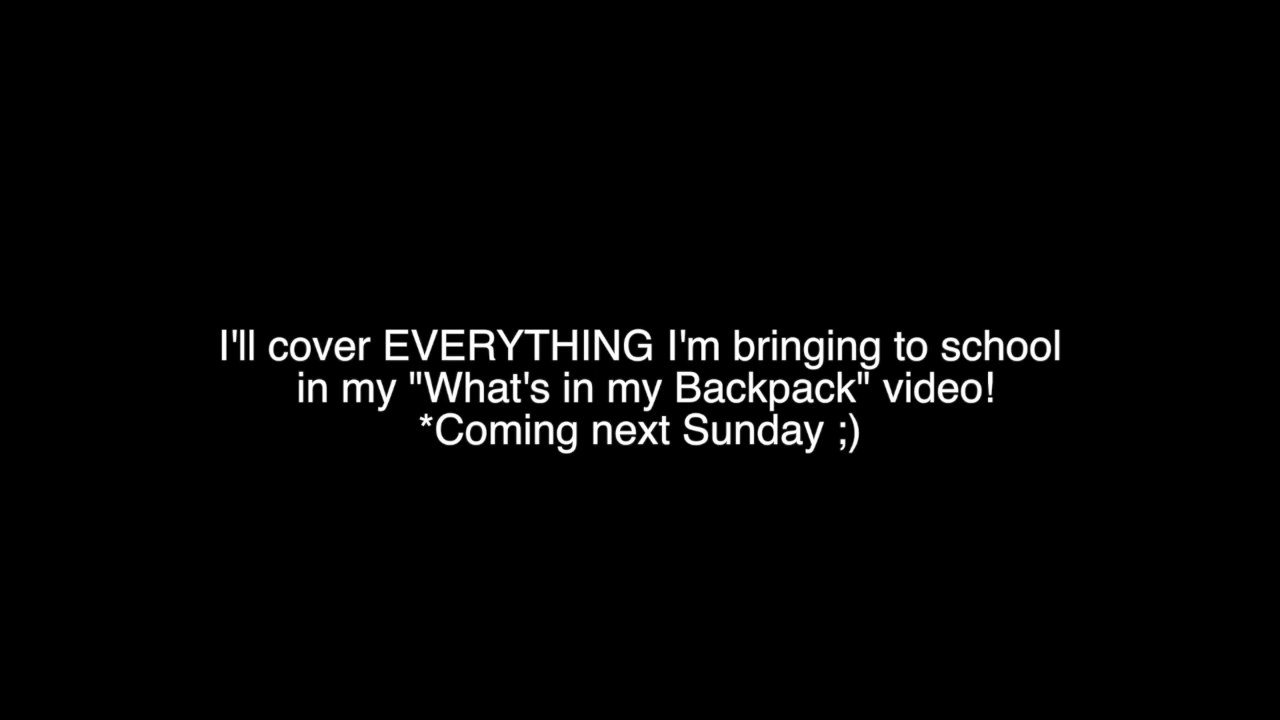 I'll cover EVERYTHING I'm bringing to school
in my "What's in my Backpack" video!
*Coming next Sunday ;)